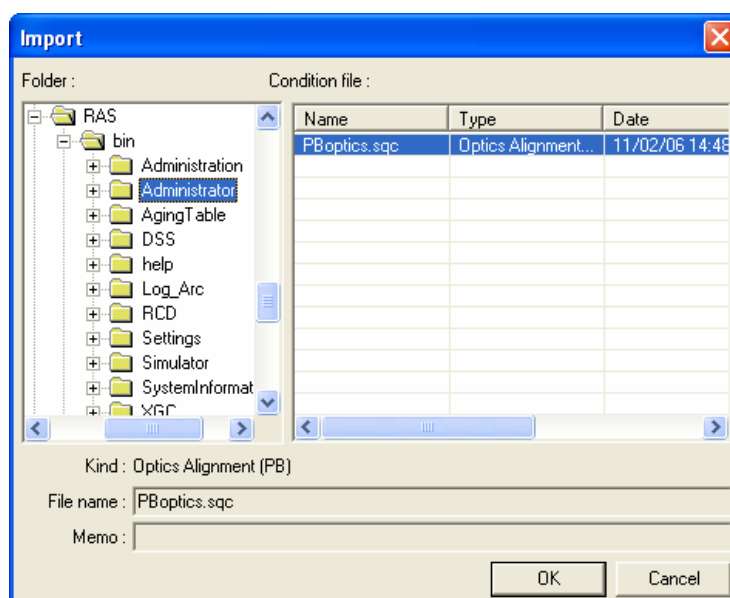 Import
Folder : Condition file :
RAS
bin
Administration
Administrator
AgingTable
DSS
help
Log_Arc
RCD
Settings
Simulator
SystemInformat
XGC
Name Type Date
PBoptics.sqc Optics Alignment... 11/02/06 14:48
Kind : Optics Alignment (PB)
File name : PBoptics.sqc
Memo :
OK Cancel